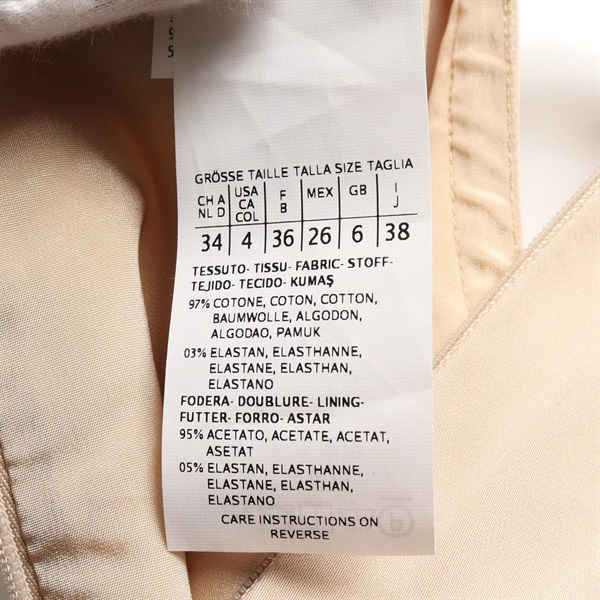 5
GRÖSSE TAILLE TALLA SIZE TAGLIA
CH A NL D | USA CA COL | F B | MEX | GB | I J
34 | 4 | 36 | 26 | 6 | 38
TESSUTO- TISSU- FABRIC- STOFF-
TEJIDO- TECIDO- KUMAŞ
97% COTONE, COTON, COTTON,
BAUMWOLLE, ALGODON,
ALGODAO, PAMUK
03% ELASTAN, ELASTHANNE,
ELASTANE, ELASTHAN,
ELASTANO
FODERA- DOUBLURE- LINING-
FUTTER- FORRO- ASTAR
95% ACETATO, ACETATE, ACETAT,
ASETAT
05% ELASTAN, ELASTHANNE,
ELASTANE, ELASTHAN,
ELASTANO
CARE INSTRUCTIONS ON
REVERSE